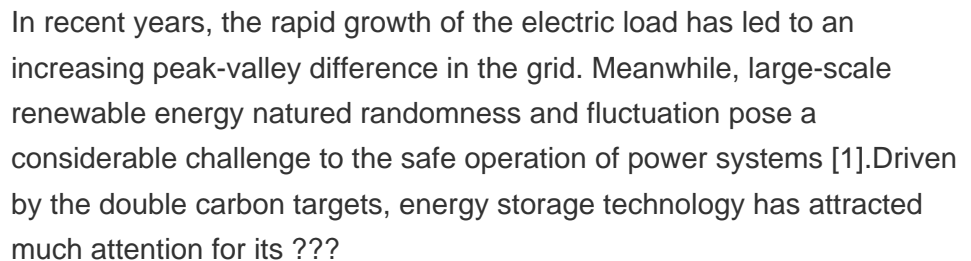 In recent years, the rapid growth of the electric load has led to an
increasing peak-valley difference in the grid. Meanwhile, large-scale
renewable energy natured randomness and fluctuation pose a
considerable challenge to the safe operation of power systems [1].Driven
by the double carbon targets, energy storage technology has attracted
much attention for its ???